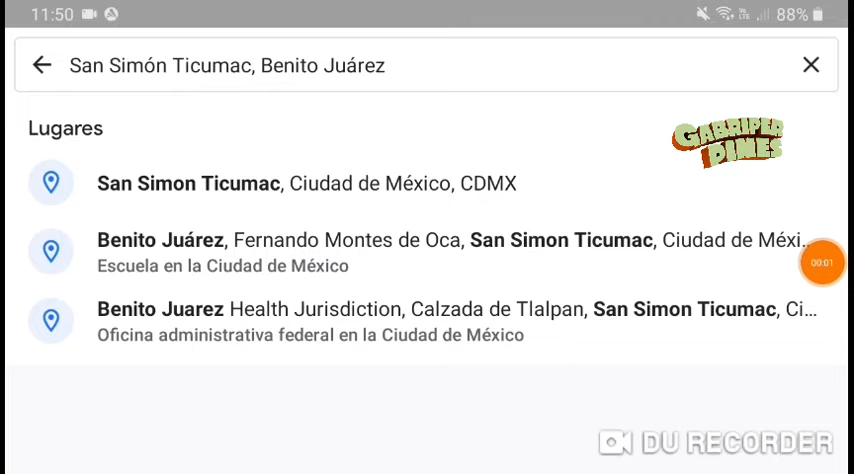 11:50
Vo LTE 88%
San Simón Ticumac, Benito Juárez
Lugares
GABRIPER
DIMES
San Simon Ticumac, Ciudad de México, CDMX
Benito Juárez, Fernando Montes de Oca, San Simon Ticumac, Ciudad de Méxi...
Escuela en la Ciudad de México
00:01
Benito Juarez Health Jurisdiction, Calzada de Tlalpan, San Simon Ticumac, Ci...
Oficina administrativa federal en la Ciudad de México
DU RECORDER